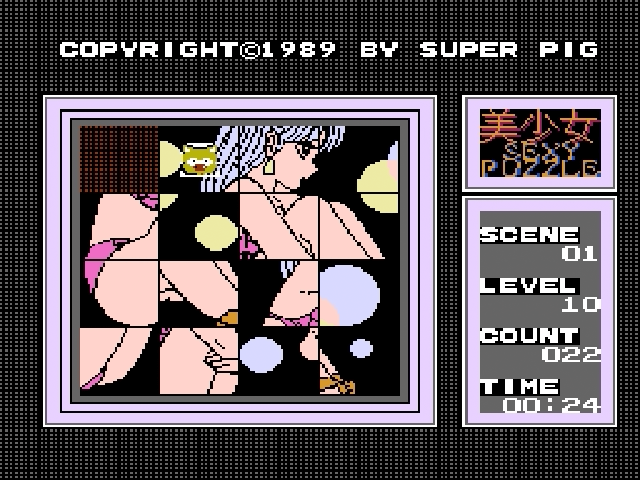 COPYRIGHT©1989 BY SUPER PIG
美少女
SEXY
PUZZLE
SCENE
01
LEVEL
10
COUNT
022
TIME
00:24